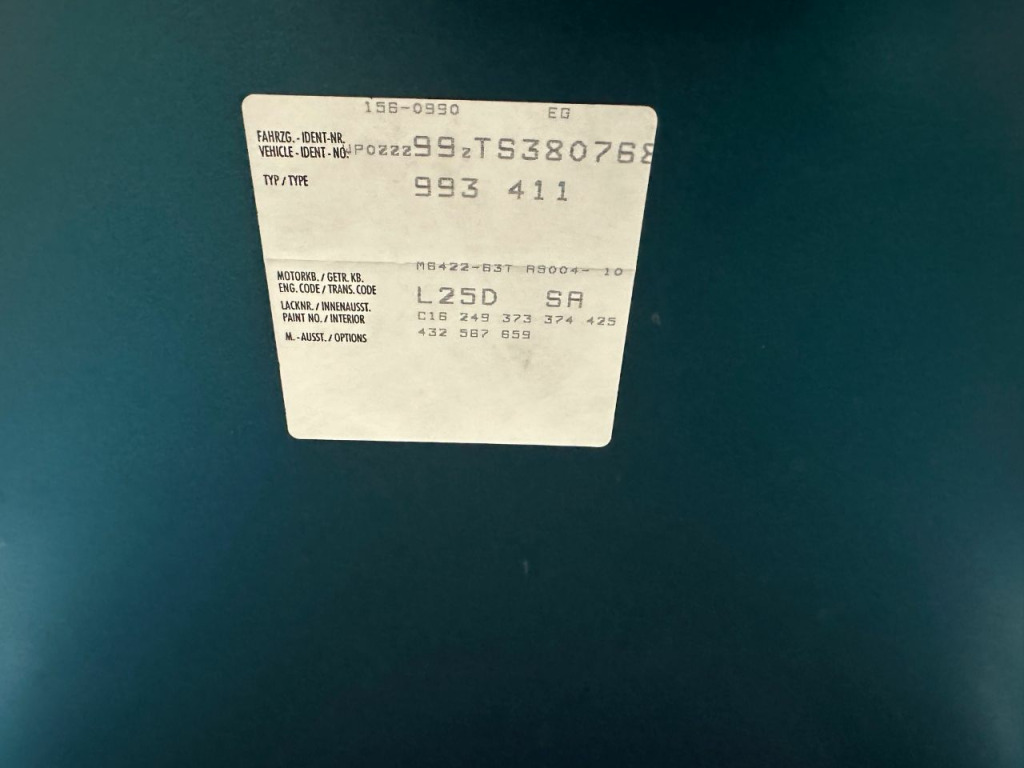 156-0990 EG
FAHRZG.-IDENT-NR.
VEHICLE-IDENT-NO. WP0ZZZ99ZTS380768
TYP/TYPE 993 411
MOTORKB./GETR.KB. M6422-63T A9004-10
ENG.CODE/TRANS.CODE
LACKNR./INNENAUSST. L25D SA
PAINT NO./INTERIOR C16 249 373 374 425
M.-AUSST./OPTIONS 432 567 659